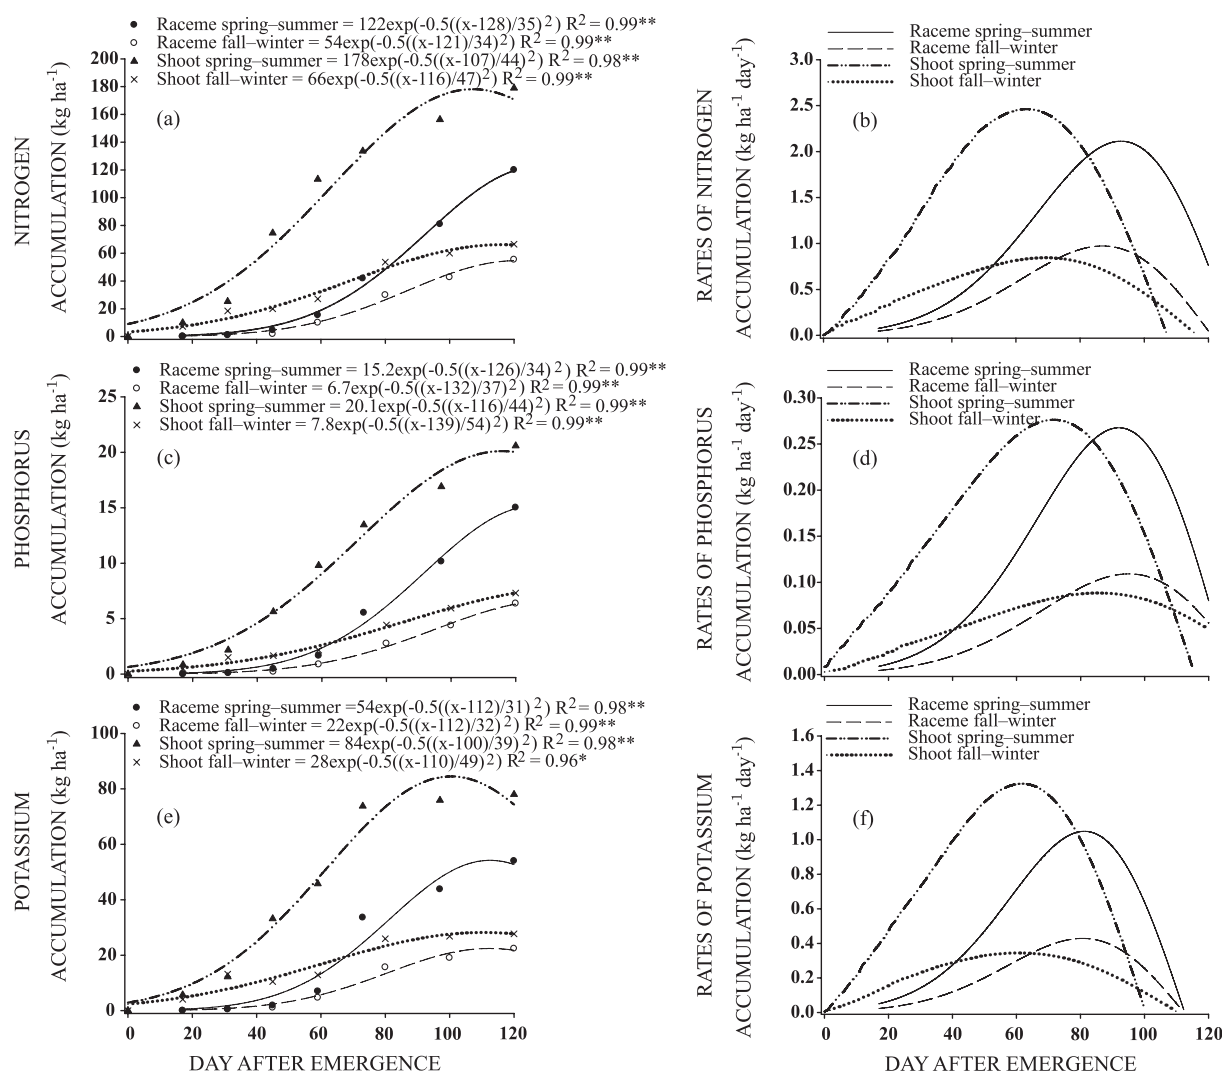 Raceme spring–summer = 122exp(-0.5((x-128)/35)²) R² = 0.99**
Raceme fall–winter = 54exp(-0.5((x-121)/34)²) R² = 0.99**
Shoot spring–summer = 178exp(-0.5((x-107)/44)²) R² = 0.98**
Shoot fall–winter = 66exp(-0.5((x-116)/47)²) R² = 0.99**
NITROGEN
ACCUMULATION (kg ha⁻¹)
200
180
160
140
120
100
80
60
40
20
0
(a)
Raceme spring–summer
Raceme fall–winter
Shoot spring–summer
Shoot fall–winter
RATES OF NITROGEN
ACCUMULATION (kg ha⁻¹ day⁻¹)
3.0
2.5
2.0
1.5
1.0
0.5
0.0
(b)
Raceme spring–summer = 15.2exp(-0.5((x-126)/34)²) R² = 0.99**
Raceme fall–winter = 6.7exp(-0.5((x-132)/37)²) R² = 0.99**
Shoot spring–summer = 20.1exp(-0.5((x-116)/44)²) R² = 0.99**
Shoot fall–winter = 7.8exp(-0.5((x-139)/54)²) R² = 0.99**
PHOSPHORUS
ACCUMULATION (kg ha⁻¹)
25
20
15
10
5
0
(c)
Raceme spring–summer
Raceme fall–winter
Shoot spring–summer
Shoot fall–winter
RATES OF PHOSPHORUS
ACCUMULATION (kg ha⁻¹ day⁻¹)
0.30
0.25
0.20
0.15
0.10
0.05
0.00
(d)
Raceme spring–summer =54exp(-0.5((x-112)/31)²) R² = 0.98**
Raceme fall–winter = 22exp(-0.5((x-112)/32)²) R² = 0.99**
Shoot spring–summer = 84exp(-0.5((x-100)/39)²) R² = 0.98**
Shoot fall–winter = 28exp(-0.5((x-110)/49)²) R² = 0.96*
POTASSIUM
ACCUMULATION (kg ha⁻¹)
100
80
60
40
20
0
(e)
0 20 40 60 80 100 120
DAY AFTER EMERGENCE
Raceme spring–summer
Raceme fall–winter
Shoot spring–summer
Shoot fall–winter
RATES OF POTASSIUM
ACCUMULATION (kg ha⁻¹ day⁻¹)
1.6
1.4
1.2
1.0
0.8
0.6
0.4
0.2
0.0
(f)
0 20 40 60 80 100 120
DAY AFTER EMERGENCE